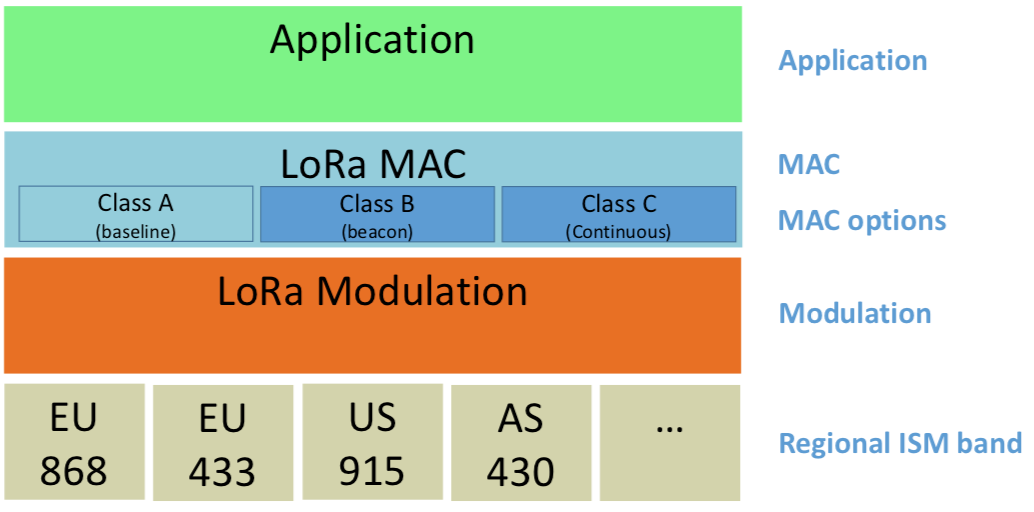 Application
Application
LoRa MAC
MAC
Class A
(baseline)
Class B
(beacon)
Class C
(Continuous)
MAC options
LoRa Modulation
Modulation
EU
868
EU
433
US
915
AS
430
...
Regional ISM band